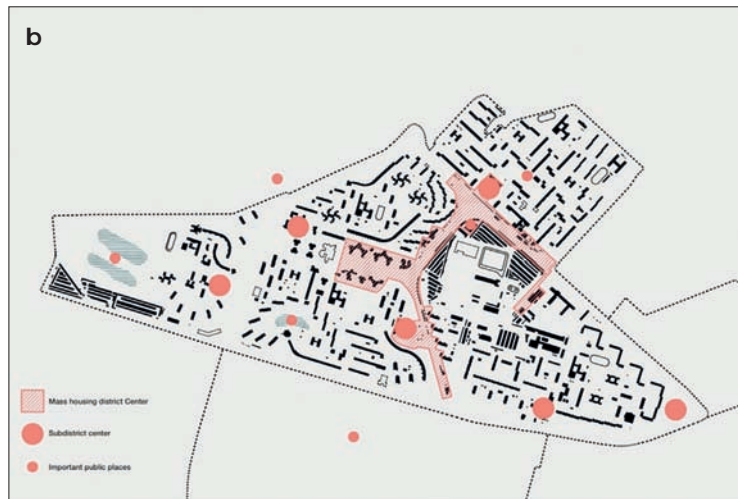 b
Mass housing district Center
Subdistrict center
Important public places